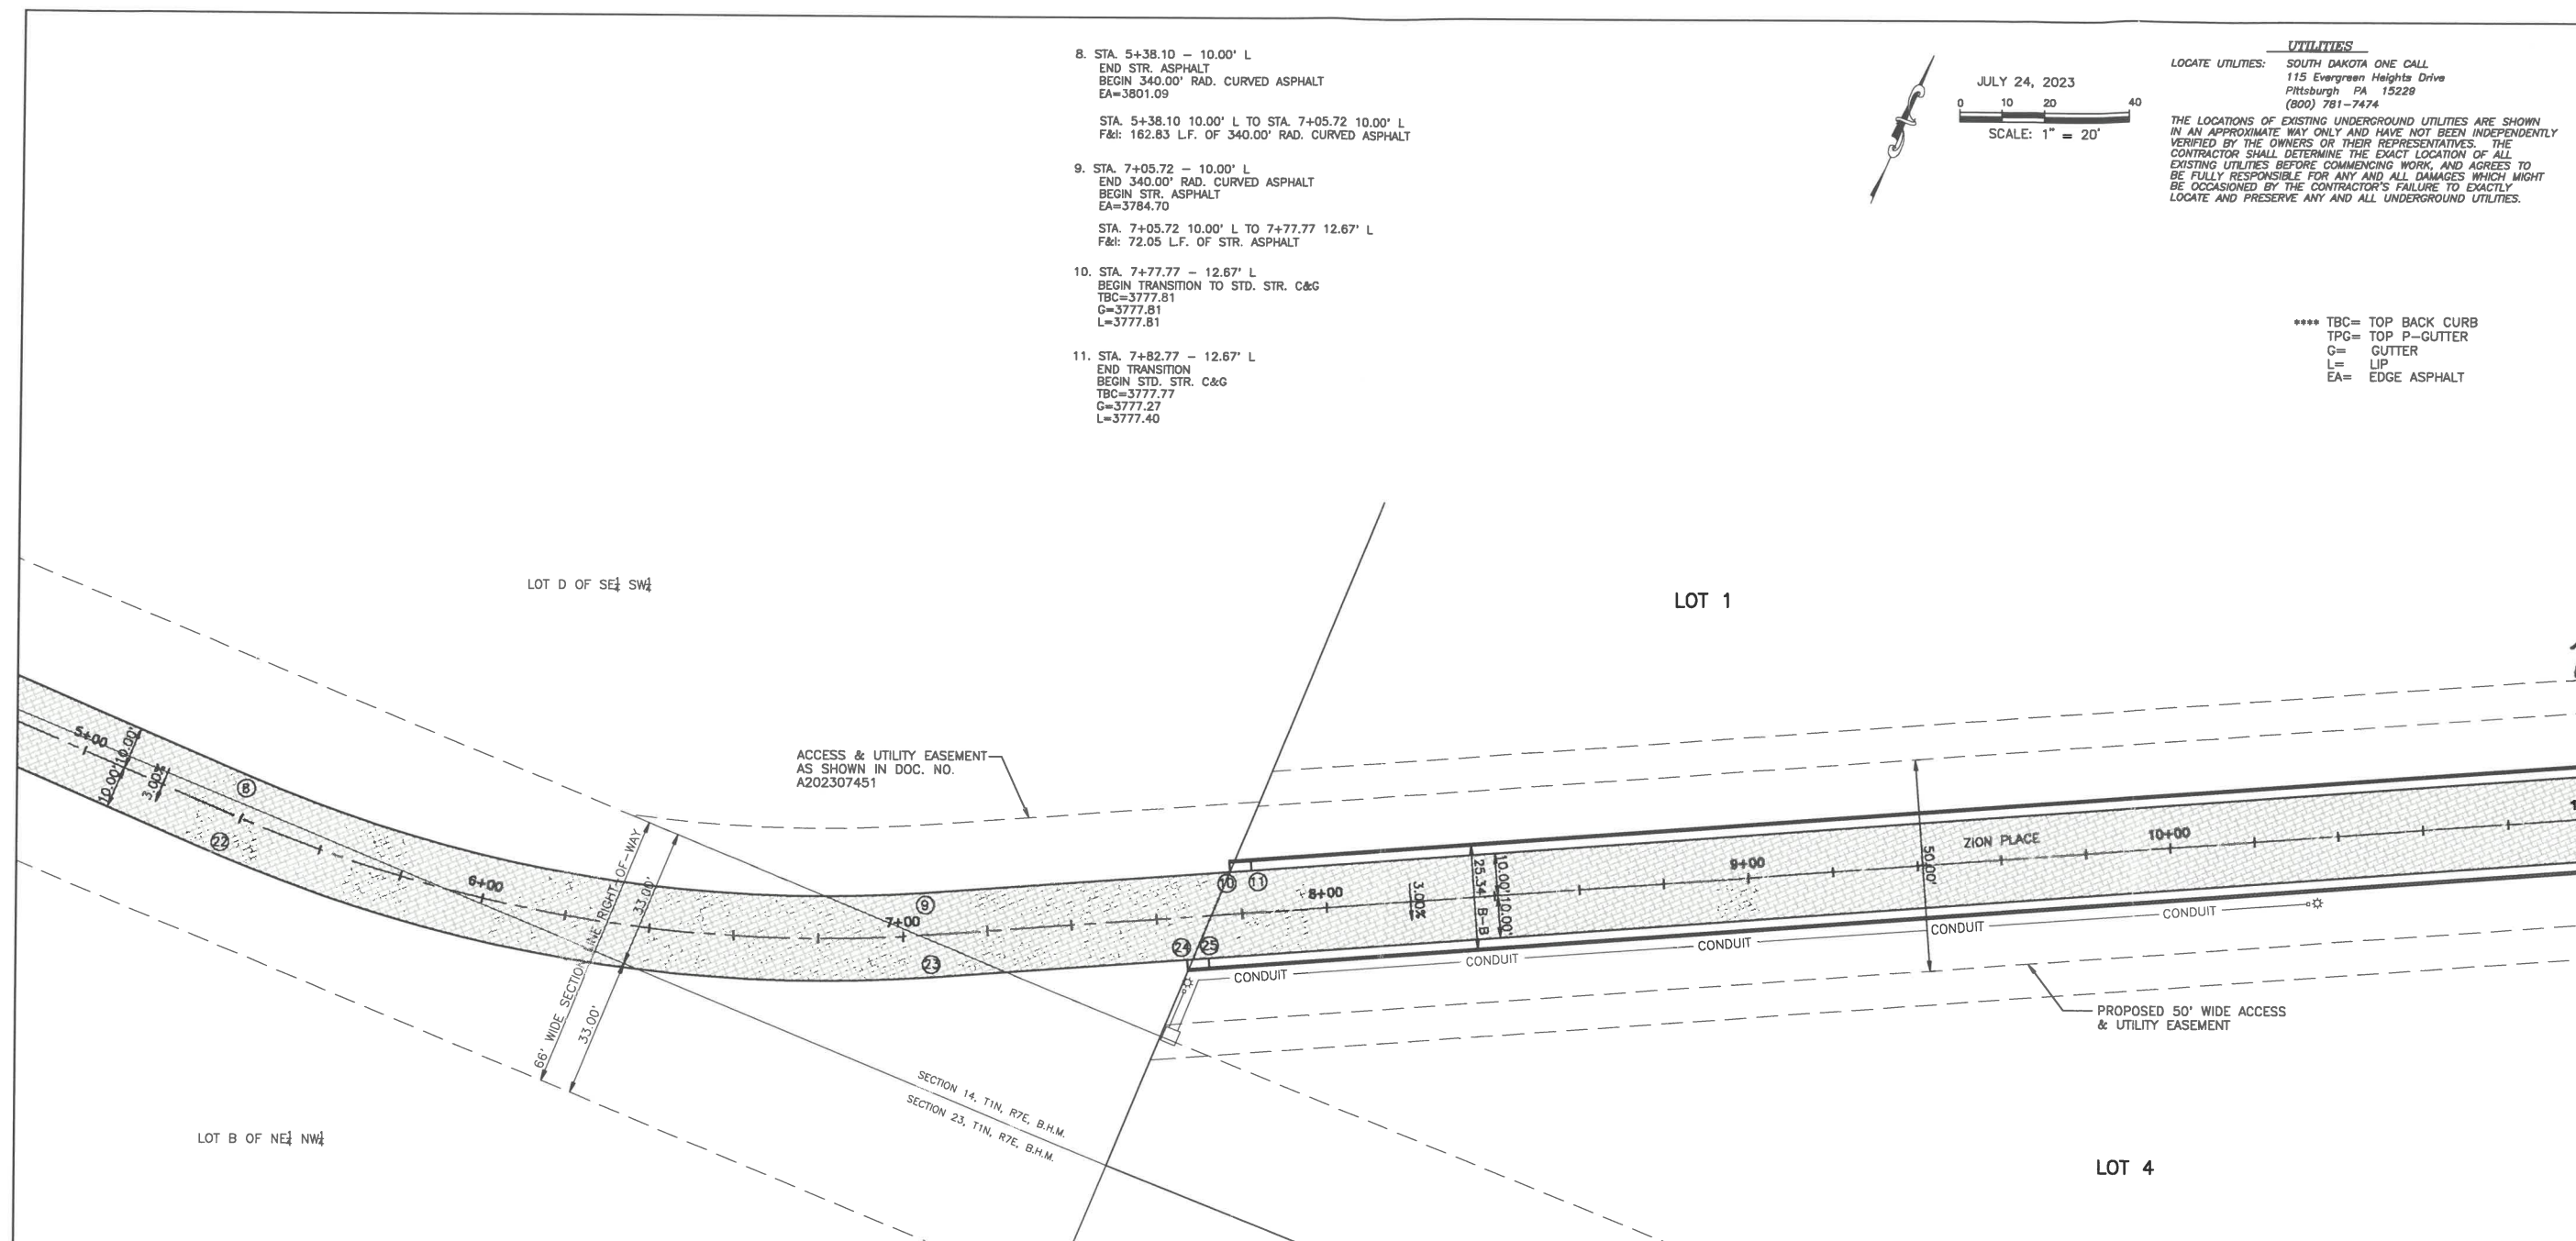 8. STA. 5+38.10 – 10.00' L
END STR. ASPHALT
BEGIN 340.00' RAD. CURVED ASPHALT
EA=3801.09
STA. 5+38.10 10.00' L TO STA. 7+05.72 10.00' L
F&I: 162.83 L.F. OF 340.00' RAD. CURVED ASPHALT
9. STA. 7+05.72 – 10.00' L
END 340.00' RAD. CURVED ASPHALT
BEGIN STR. ASPHALT
EA=3784.70
STA. 7+05.72 10.00' L TO 7+77.77 12.67' L
F&I: 72.05 L.F. OF STR. ASPHALT
10. STA. 7+77.77 – 12.67' L
BEGIN TRANSITION TO STD. STR. C&G
TBC=3777.81
G=3777.81
L=3777.81
11. STA. 7+82.77 – 12.67' L
END TRANSITION
BEGIN STD. STR. C&G
TBC=3777.77
G=3777.27
L=3777.40
JULY 24, 2023
0 10 20 40
SCALE: 1" = 20'
UTILITIES
LOCATE UTILITIES: SOUTH DAKOTA ONE CALL
115 Evergreen Heights Drive
Pittsburgh PA 15229
(800) 781-7474
THE LOCATIONS OF EXISTING UNDERGROUND UTILITIES ARE SHOWN
IN AN APPROXIMATE WAY ONLY AND HAVE NOT BEEN INDEPENDENTLY
VERIFIED BY THE OWNERS OR THEIR REPRESENTATIVES. THE
CONTRACTOR SHALL DETERMINE THE EXACT LOCATION OF ALL
EXISTING UTILITIES BEFORE COMMENCING WORK, AND AGREES TO
BE FULLY RESPONSIBLE FOR ANY AND ALL DAMAGES WHICH MIGHT
BE OCCASIONED BY THE CONTRACTOR'S FAILURE TO EXACTLY
LOCATE AND PRESERVE ANY AND ALL UNDERGROUND UTILITIES.
**** TBC= TOP BACK CURB
TPG= TOP P-GUTTER
G= GUTTER
L= LIP
EA= EDGE ASPHALT
LOT D OF SE¼ SW¼
LOT 1
ACCESS & UTILITY EASEMENT
AS SHOWN IN DOC. NO.
A202307451
5+00
10.00'
10.00'
3.00%
8
22
6+00
66' WIDE SECTION LINE RIGHT-OF-WAY
33.00'
33.00'
9
7+00
23
10
11
24
25
8+00
3.00%
25.34' B-B
10.00'
10.00'
9+00
50.00'
ZION PLACE
10+00
CONDUIT
CONDUIT
CONDUIT
CONDUIT
CONDUIT
PROPOSED 50' WIDE ACCESS
& UTILITY EASEMENT
SECTION 14, T1N, R7E, B.H.M.
SECTION 23, T1N, R7E, B.H.M.
LOT B OF NE¼ NW¼
LOT 4